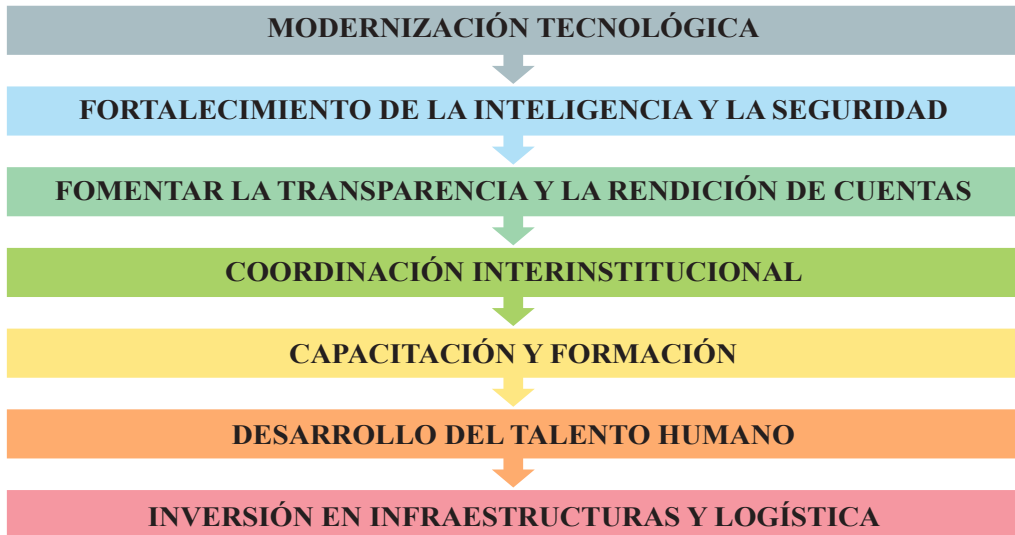 MODERNIZACIÓN TECNOLÓGICA
FORTALECIMIENTO DE LA INTELIGENCIA Y LA SEGURIDAD
FOMENTAR LA TRANSPARENCIA Y LA RENDICIÓN DE CUENTAS
COORDINACIÓN INTERINSTITUCIONAL
CAPACITACIÓN Y FORMACIÓN
DESARROLLO DEL TALENTO HUMANO
INVERSIÓN EN INFRAESTRUCTURAS Y LOGÍSTICA